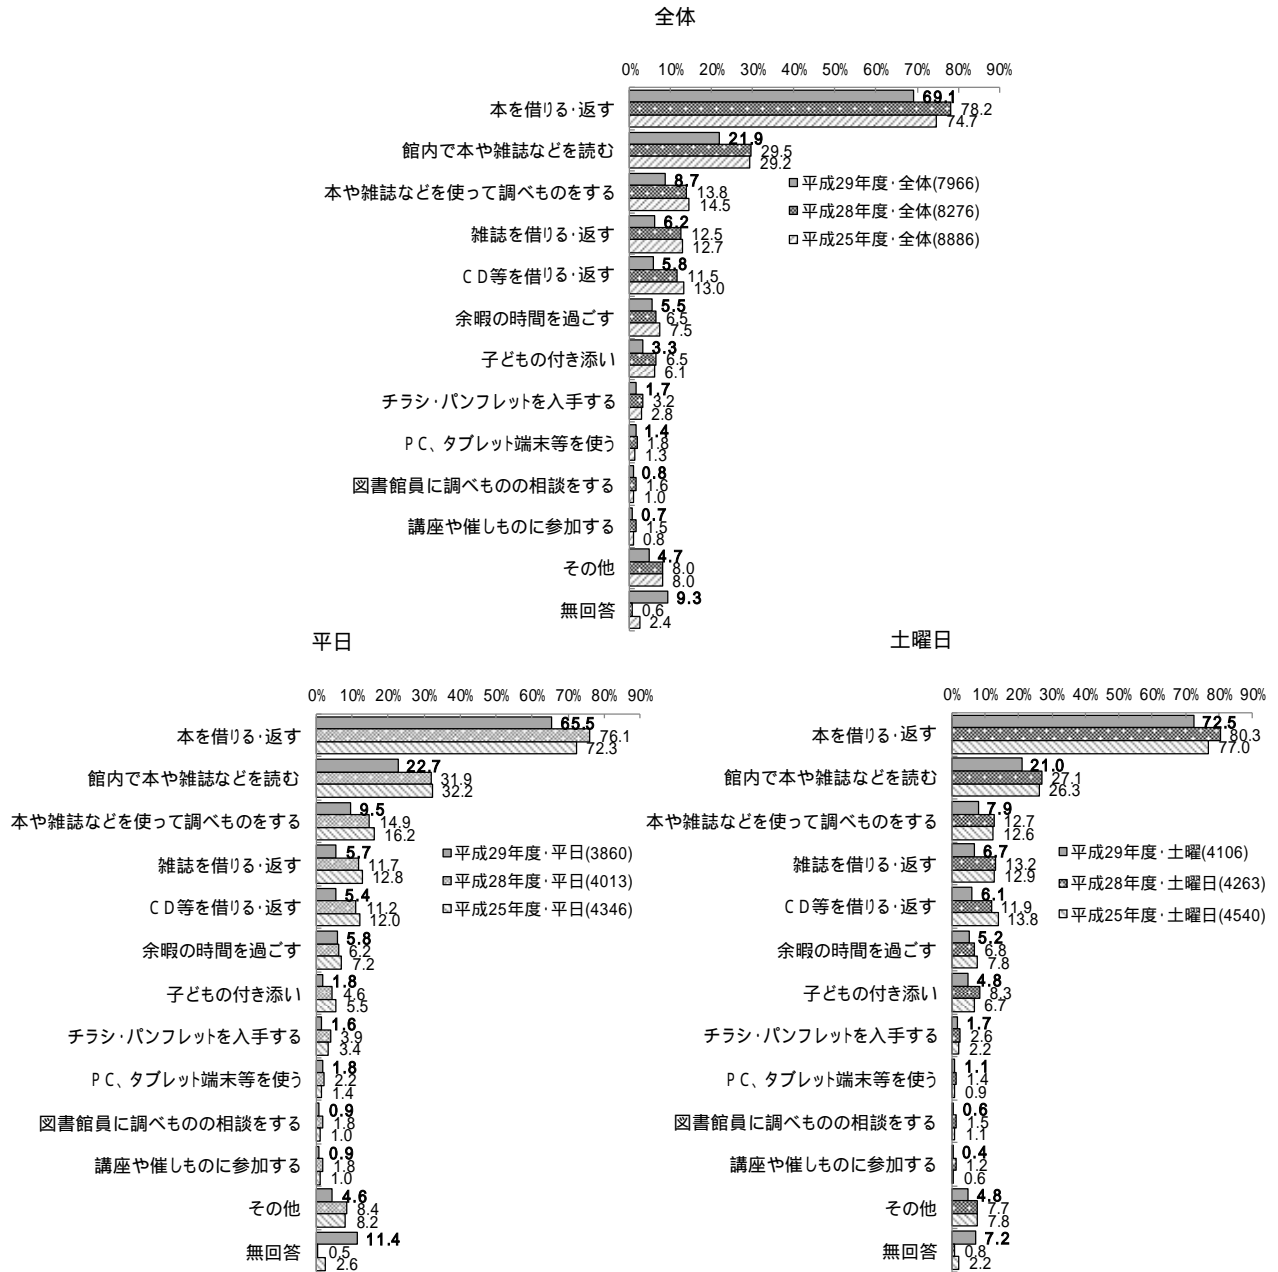 全体
0% 10% 20% 30% 40% 50% 60% 70% 80% 90%
本を借りる・返す
69.1
78.2
74.7
館内で本や雑誌などを読む
21.9
29.5
29.2
本や雑誌などを使って調べものをする
8.7
13.8
14.5
雑誌を借りる・返す
6.2
12.5
12.7
CD等を借りる・返す
5.8
11.5
13.0
余暇の時間を過ごす
5.5
6.5
7.5
子どもの付き添い
3.3
6.5
6.1
チラシ・パンフレットを入手する
1.7
3.2
2.8
PC、タブレット端末等を使う
1.4
1.8
1.3
図書館員に調べものの相談をする
0.8
1.6
1.0
講座や催しものに参加する
0.7
1.5
0.8
その他
4.7
8.0
8.0
無回答
9.3
0.6
2.4
平成29年度・全体(7966)
平成28年度・全体(8276)
平成25年度・全体(8886)
平日
0% 10% 20% 30% 40% 50% 60% 70% 80% 90%
本を借りる・返す
65.5
76.1
72.3
館内で本や雑誌などを読む
22.7
31.9
32.2
本や雑誌などを使って調べものをする
9.5
14.9
16.2
雑誌を借りる・返す
5.7
11.7
12.8
CD等を借りる・返す
5.4
11.2
12.0
余暇の時間を過ごす
5.8
6.2
7.2
子どもの付き添い
1.8
4.6
5.5
チラシ・パンフレットを入手する
1.6
3.9
3.4
PC、タブレット端末等を使う
1.8
2.2
1.4
図書館員に調べものの相談をする
0.9
1.8
1.0
講座や催しものに参加する
0.9
1.8
1.0
その他
4.6
8.4
8.2
無回答
11.4
0.5
2.6
平成29年度・平日(3860)
平成28年度・平日(4013)
平成25年度・平日(4346)
土曜日
0% 10% 20% 30% 40% 50% 60% 70% 80% 90%
本を借りる・返す
72.5
80.3
77.0
館内で本や雑誌などを読む
21.0
27.1
26.3
本や雑誌などを使って調べものをする
7.9
12.7
12.6
雑誌を借りる・返す
6.7
13.2
12.9
CD等を借りる・返す
6.1
11.9
13.8
余暇の時間を過ごす
5.2
6.8
7.8
子どもの付き添い
4.8
8.3
6.7
チラシ・パンフレットを入手する
1.7
2.6
2.2
PC、タブレット端末等を使う
1.1
1.4
0.9
図書館員に調べものの相談をする
0.6
1.5
1.1
講座や催しものに参加する
0.4
1.2
0.6
その他
4.8
7.7
7.8
無回答
7.2
0.8
2.2
平成29年度・土曜(4106)
平成28年度・土曜日(4263)
平成25年度・土曜日(4540)